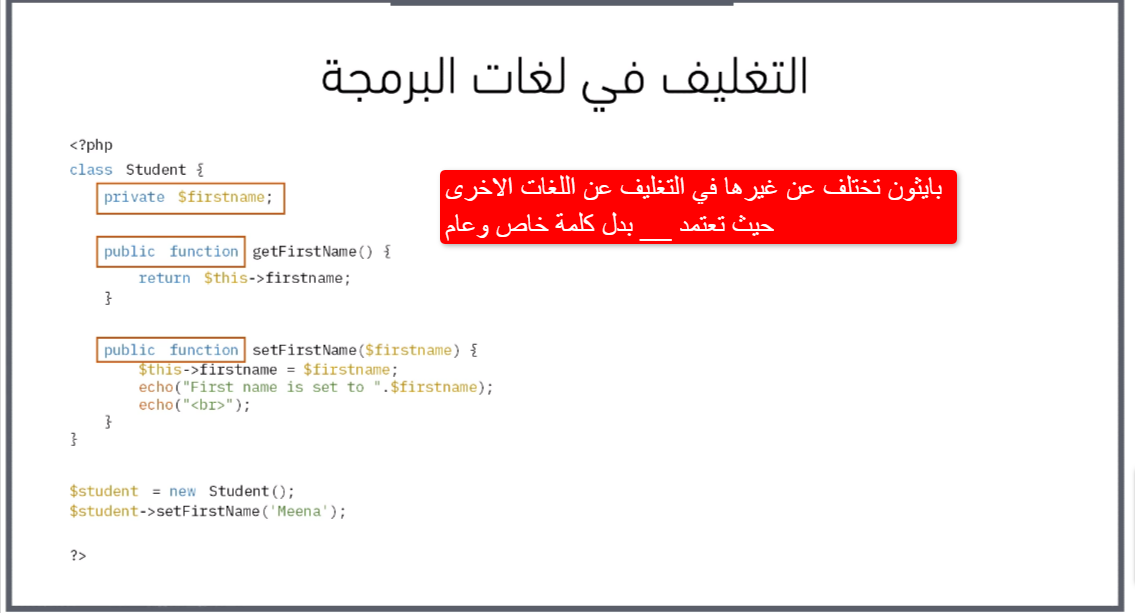 التغليف في لغات البرمجة
<?php
class Student {
private $firstname;
بايثون تختلف عن غيرها في التغليف عن اللغات الاخرى
حيث تعتمد __ بدل كلمة خاص وعام
public function getFirstName() {
return $this->firstname;
}
public function setFirstName($firstname) {
$this->firstname = $firstname;
echo("First name is set to ".$firstname);
echo("<br>");
}
}
$student = new Student();
$student->setFirstName('Meena');
?>